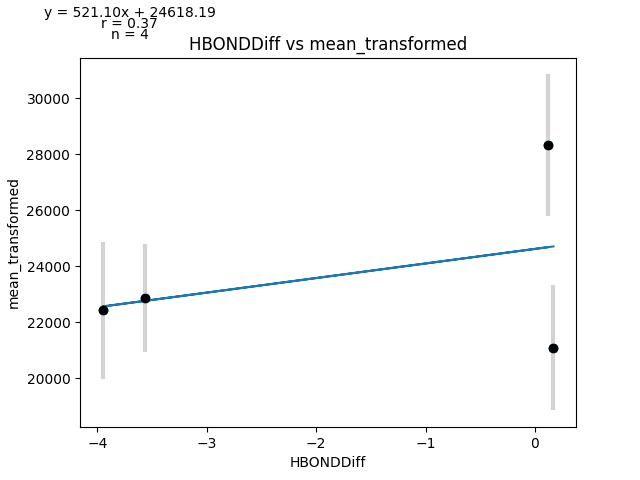 y = 521.10x + 24618.19
r = 0.37
n = 4
HBONDDiff vs mean_transformed
30000
28000
26000
24000
22000
20000
mean_transformed
−4
−3
−2
−1
0
HBONDDiff